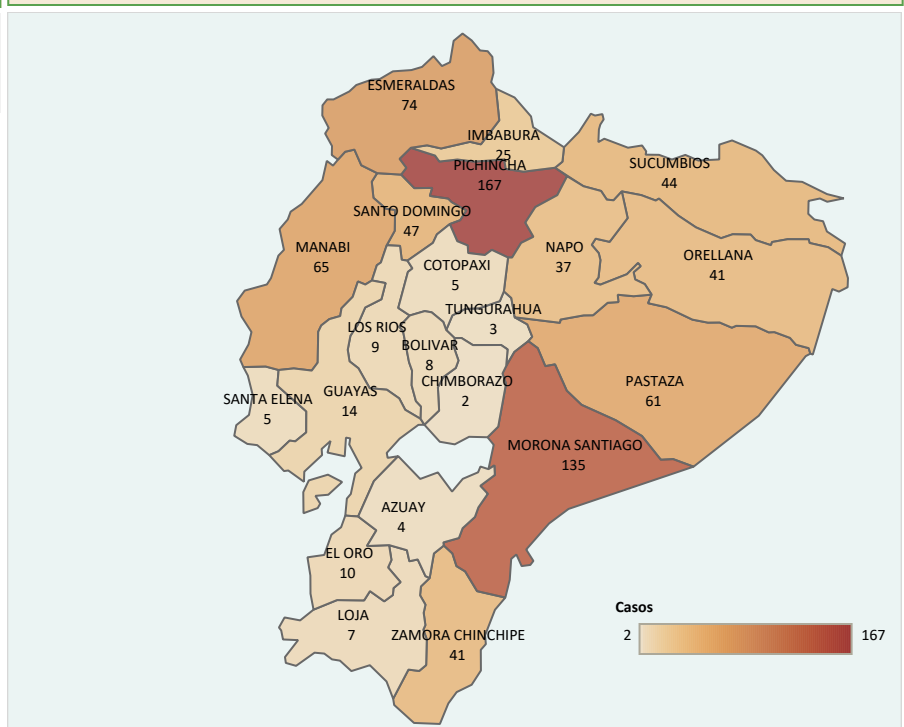 ESMERALDAS
74
IMBABURA
25
PICHINCHA
167
SUCUMBIOS
44
SANTO DOMINGO
47
MANABI
65
NAPO
37
ORELLANA
41
COTOPAXI
5
TUNGURAHUA
3
LOS RIOS
9
BOLIVAR
8
CHIMBORAZO
2
PASTAZA
61
SANTA ELENA
5
GUAYAS
14
MORONA SANTIAGO
135
AZUAY
4
EL ORO
10
LOJA
7
ZAMORA CHINCHIPE
41
Casos
2 167